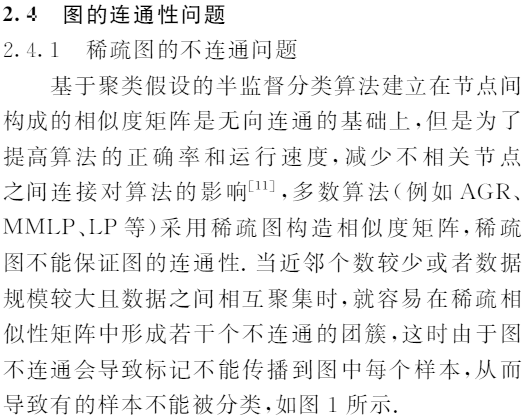 2.4 图的连通性问题
2.4.1 稀疏图的不连通问题
基于聚类假设的半监督分类算法建立在节点间
构成的相似度矩阵是无向连通的基础上,但是为了
提高算法的正确率和运行速度,减少不相关节点
之间连接对算法的影响[11],多数算法(例如 AGR、
MMLP、LP 等)采用稀疏图构造相似度矩阵,稀疏
图不能保证图的连通性. 当近邻个数较少或者数据
规模较大且数据之间相互聚集时,就容易在稀疏相
似性矩阵中形成若干个不连通的团簇,这时由于图
不连通会导致标记不能传播到图中每个样本,从而
导致有的样本不能被分类,如图 1 所示.